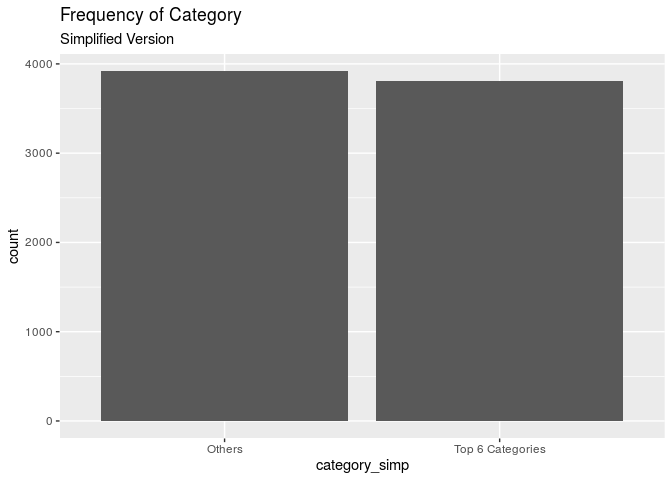 Frequency of Category
Simplified Version
4000
3000
2000
1000
0
count
Others
Top 6 Categories
category_simp